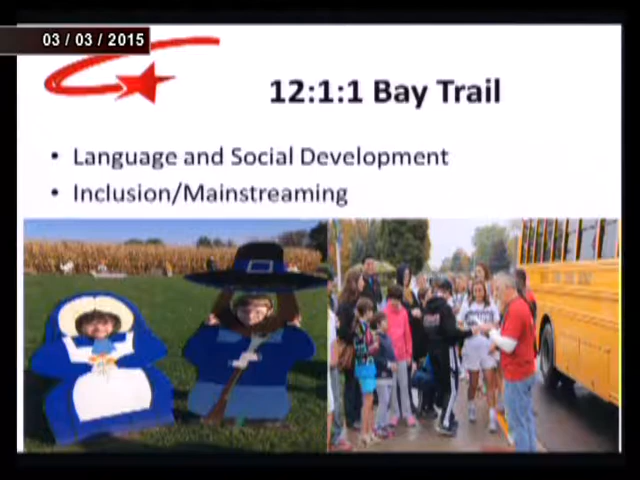 03 / 03 / 2015
12:1:1 Bay Trail
• Language and Social Development
• Inclusion/Mainstreaming